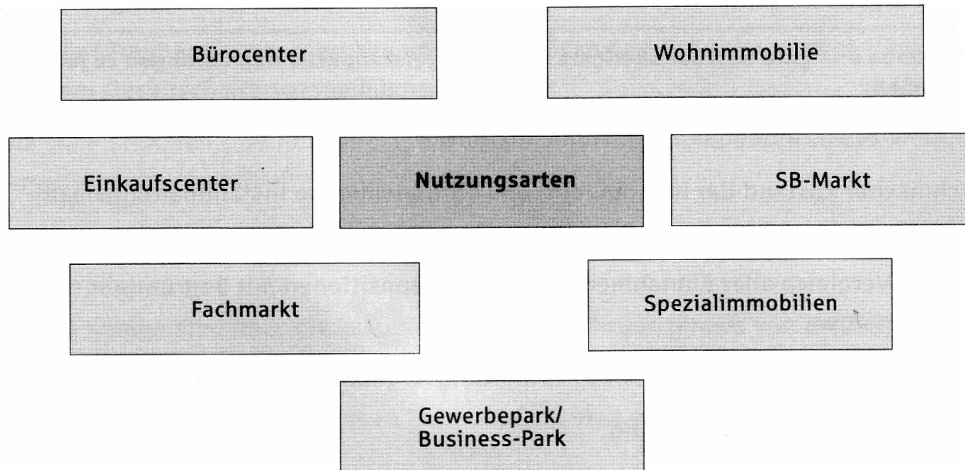 Bürocenter
Wohnimmobilie
Einkaufscenter
Nutzungsarten
SB-Markt
Fachmarkt
Spezialimmobilien
Gewerbepark/
Business-Park